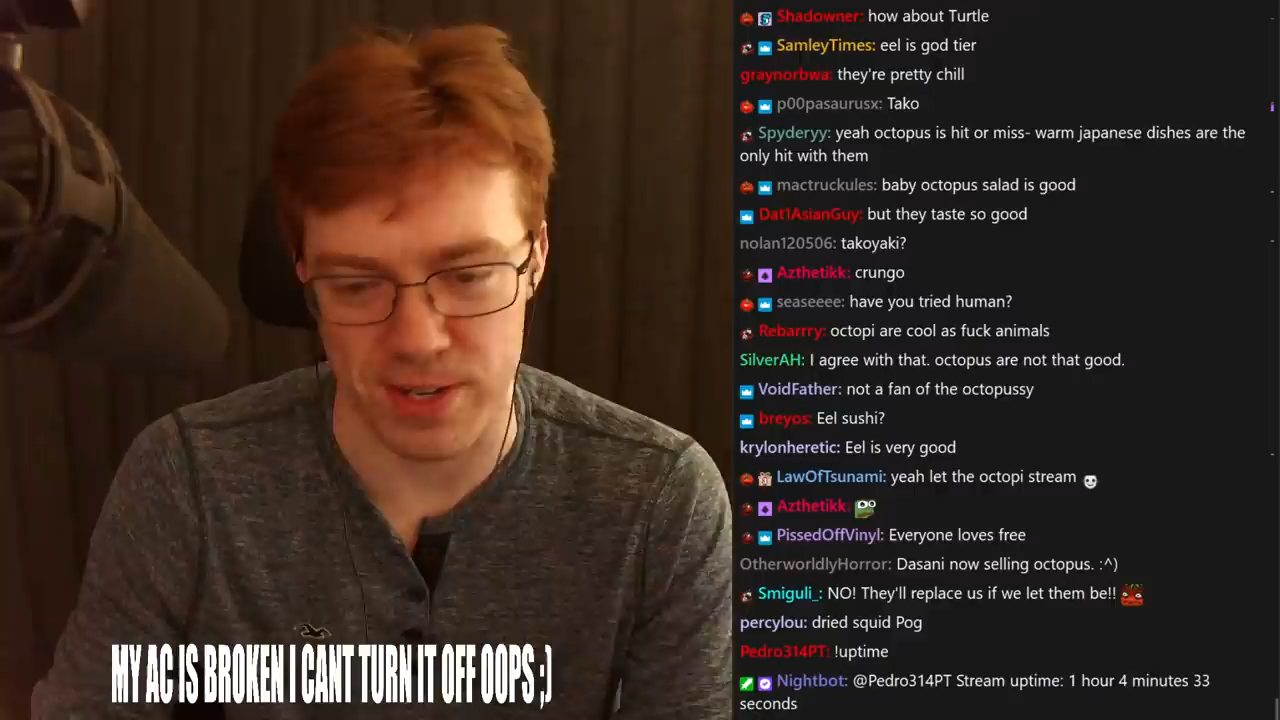 Shadowner: how about Turtle
SamleyTimes: eel is god tier
graynorbwa: they're pretty chill
p00pasaurusx: Tako
Spyderyy: yeah octopus is hit or miss- warm japanese dishes are the
only hit with them
mactruckules: baby octopus salad is good
Dat1AsianGuy: but they taste so good
nolan120506: takoyaki?
Azthetikk: crungo
seaseeee: have you tried human?
Rebarrry: octopi are cool as fuck animals
SilverAH: I agree with that. octopus are not that good.
VoidFather: not a fan of the octopussy
breyos: Eel sushi?
krylonheretic: Eel is very good
LawOfTsunami: yeah let the octopi stream
Azthetikk:
PissedOffVinyl: Everyone loves free
OtherworldlyHorror: Dasani now selling octopus. :^)
Smiguli_: NO! They'll replace us if we let them be!!
percylou: dried squid Pog
Pedro314PT: !uptime
Nightbot: @Pedro314PT Stream uptime: 1 hour 4 minutes 33
seconds
MY AC IS BROKEN I CANT TURN IT OFF OOPS ;)